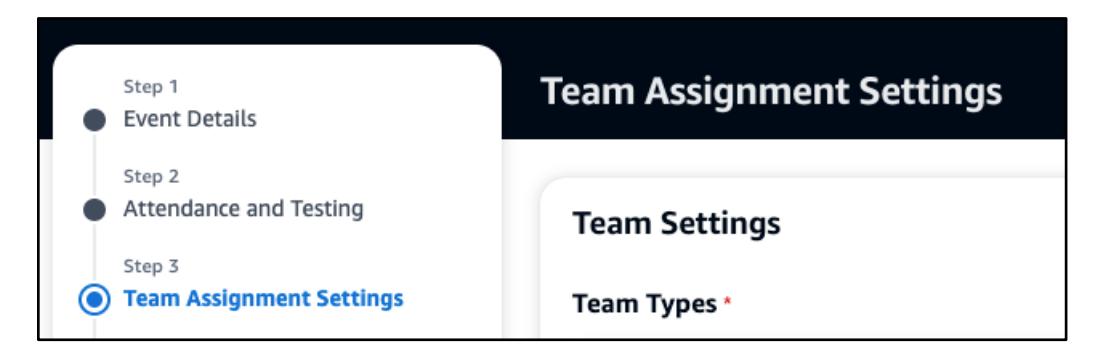 Step 1
Event Details
Step 2
Attendance and Testing
Step 3
Team Assignment Settings
Team Assignment Settings
Team Settings
Team Types *